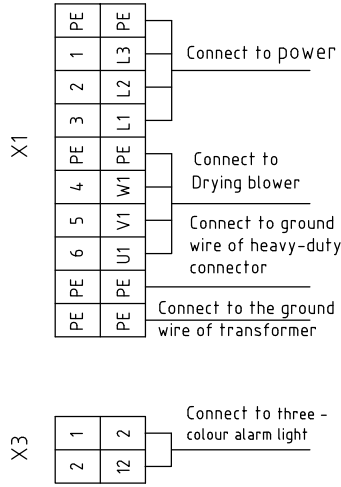 X1
PE PE
1 L3
2 L2
3 L1
Connect to power
PE PE
4 W1
5 V1
6 U1
Connect to
Drying blower
PE PE
Connect to ground
wire of heavy-duty
connector
PE PE
Connect to the ground
wire of transformer
X3
1 2
2 12
Connect to three -
colour alarm light